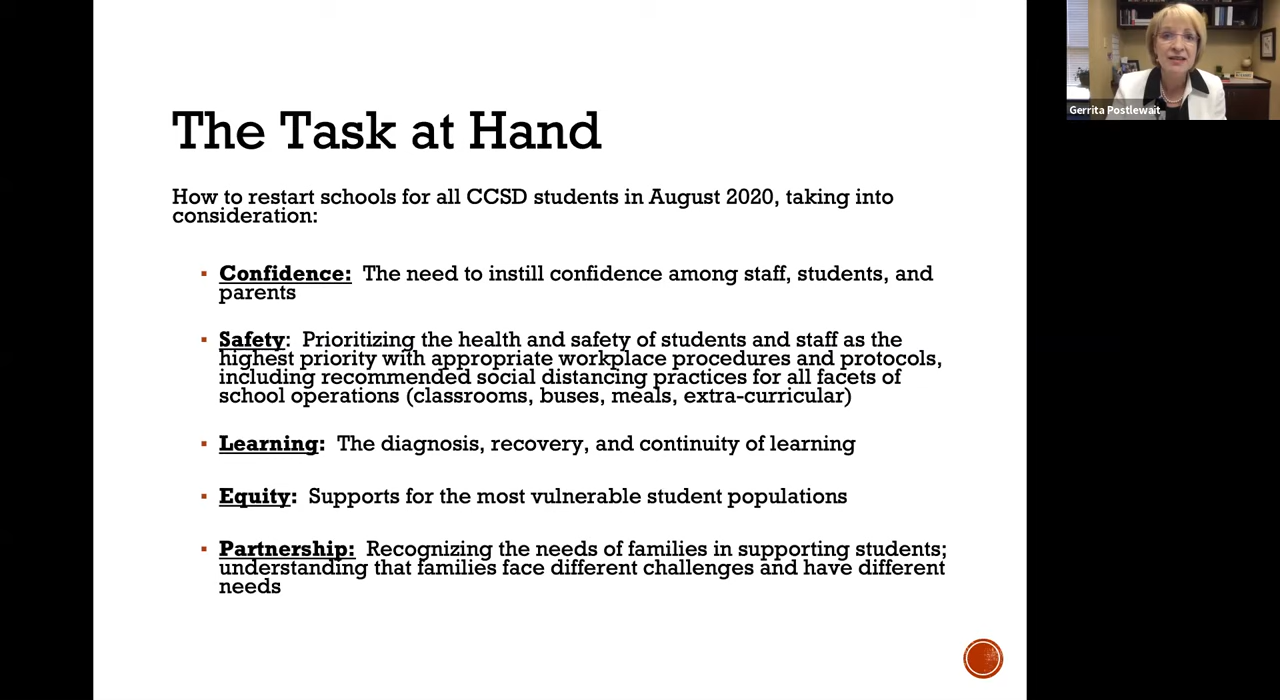 The Task at Hand
How to restart schools for all CCSD students in August 2020, taking into
consideration:
▪ Confidence: The need to instill confidence among staff, students, and
parents
▪ Safety: Prioritizing the health and safety of students and staff as the
highest priority with appropriate workplace procedures and protocols,
including recommended social distancing practices for all facets of
school operations (classrooms, buses, meals, extra-curricular)
▪ Learning: The diagnosis, recovery, and continuity of learning
▪ Equity: Supports for the most vulnerable student populations
▪ Partnership: Recognizing the needs of families in supporting students;
understanding that families face different challenges and have different
needs
Gerrita Postlewait